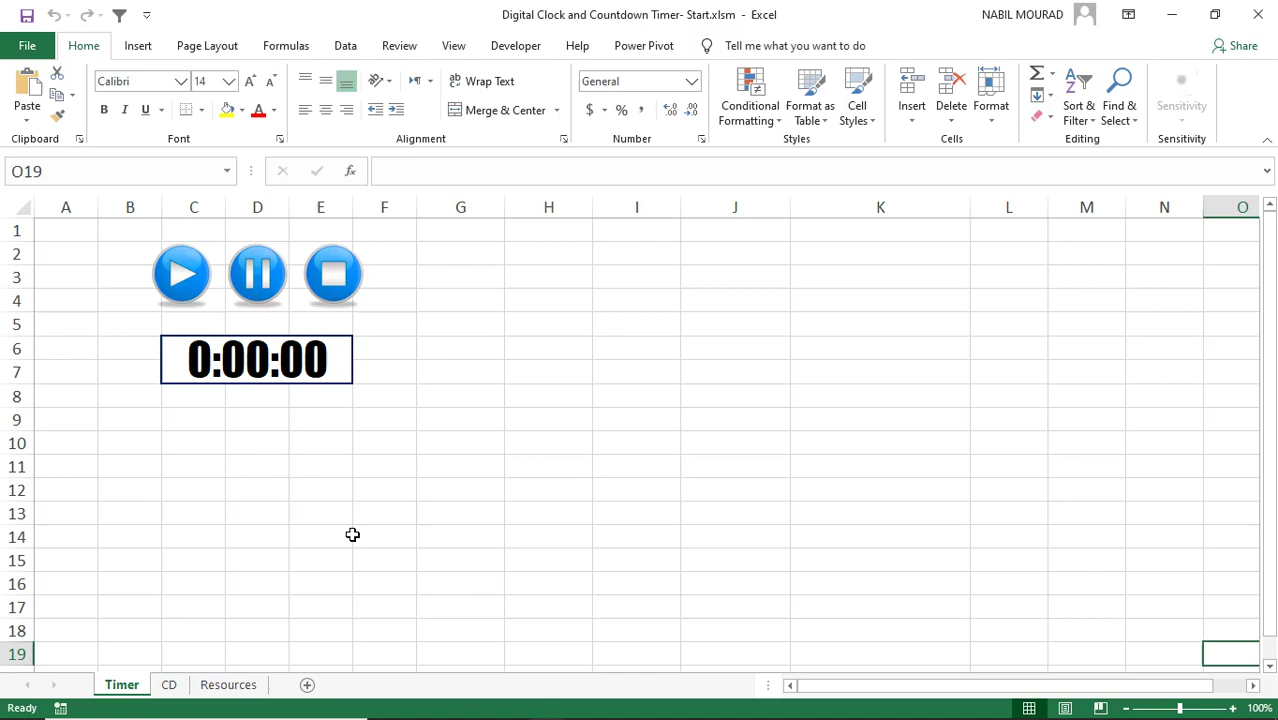 Digital Clock and Countdown Timer- Start.xlsm - Excel
NABIL MOURAD
File Home Insert Page Layout Formulas Data Review View Developer Help Power Pivot Tell me what you want to do Share
Calibri 14 Wrap Text General
Paste Merge & Center $ % , Conditional Formatting Format as Table Cell Styles Insert Delete Format Sort & Filter Find & Select Sensitivity
Clipboard Font Alignment Number Styles Cells Editing Sensitivity
O19
A B C D E F G H I J K L M N O
1
2
3
4
5
6
0:00:00
7
8
9
10
11
12
13
14
15
16
17
18
19
Timer CD Resources
Ready 100%